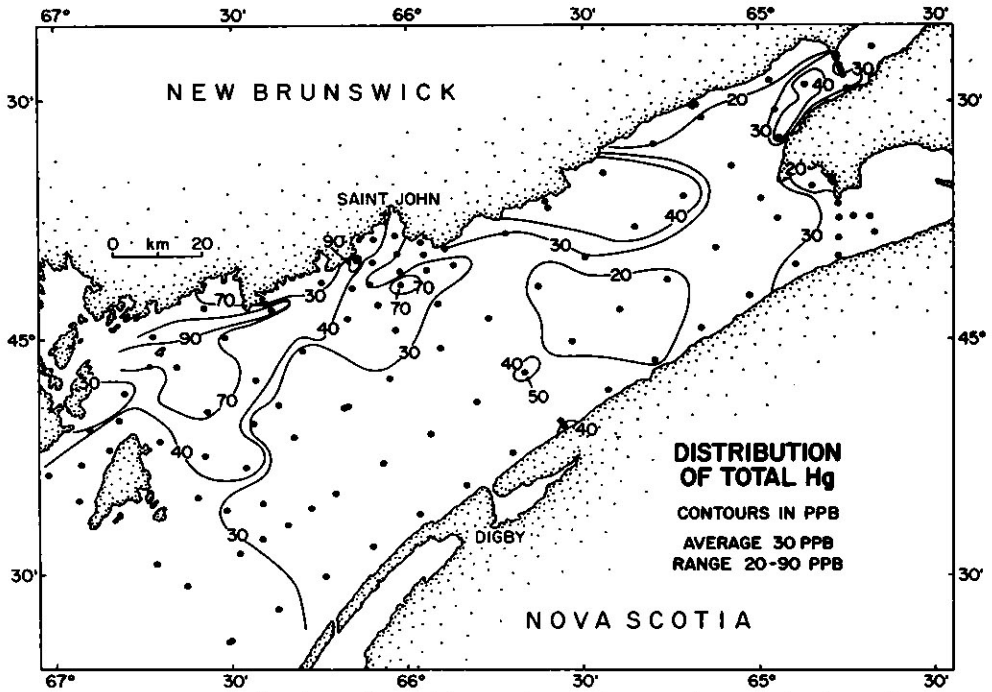 67° 30' 66° 30' 65° 30'
NEW BRUNSWICK
30
40
20
30'
30'
30
20
SAINT JOHN
40
0 km 20
90
30
30
70
30
20
70
70
90
40
45°
30
45°
40
30
70
50
40
40
DISTRIBUTION
OF TOTAL Hg
CONTOURS IN PPB
30
DIGBY
AVERAGE 30 PPB
RANGE 20-90 PPB
30'
30'
NOVA SCOTIA
67° 30' 66° 30' 65° 30'